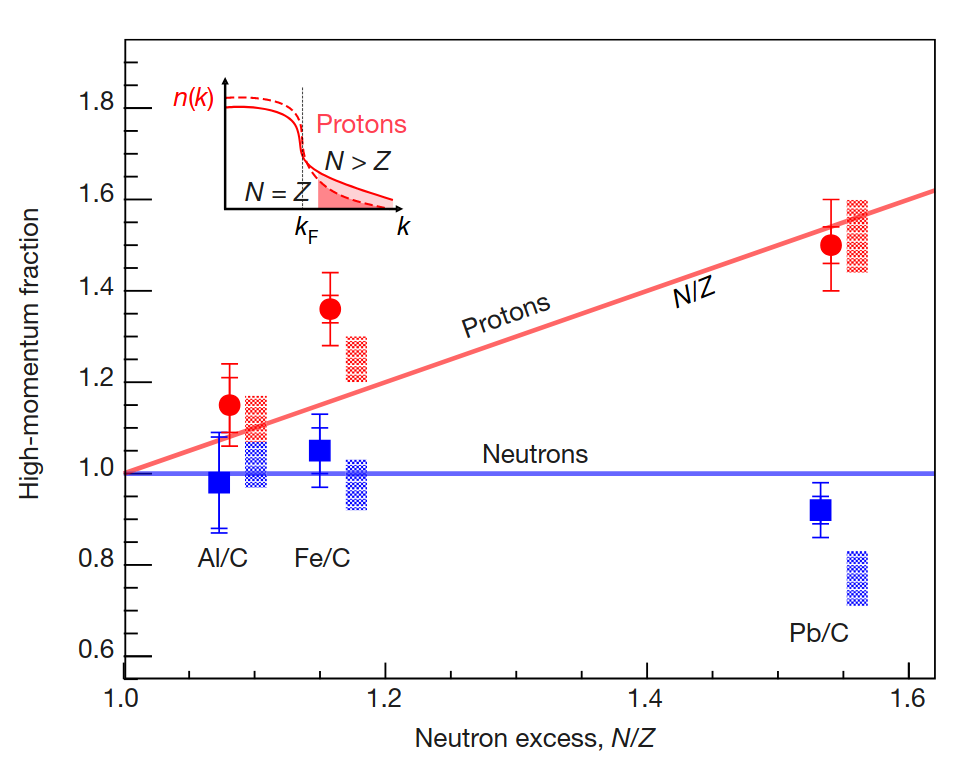 High-momentum fraction
1.8
1.6
1.4
1.2
1.0
0.8
0.6
n(k)
Protons
N > Z
N = Z
kF
k
Protons
N/Z
Neutrons
Al/C
Fe/C
Pb/C
1.0
1.2
1.4
1.6
Neutron excess, N/Z